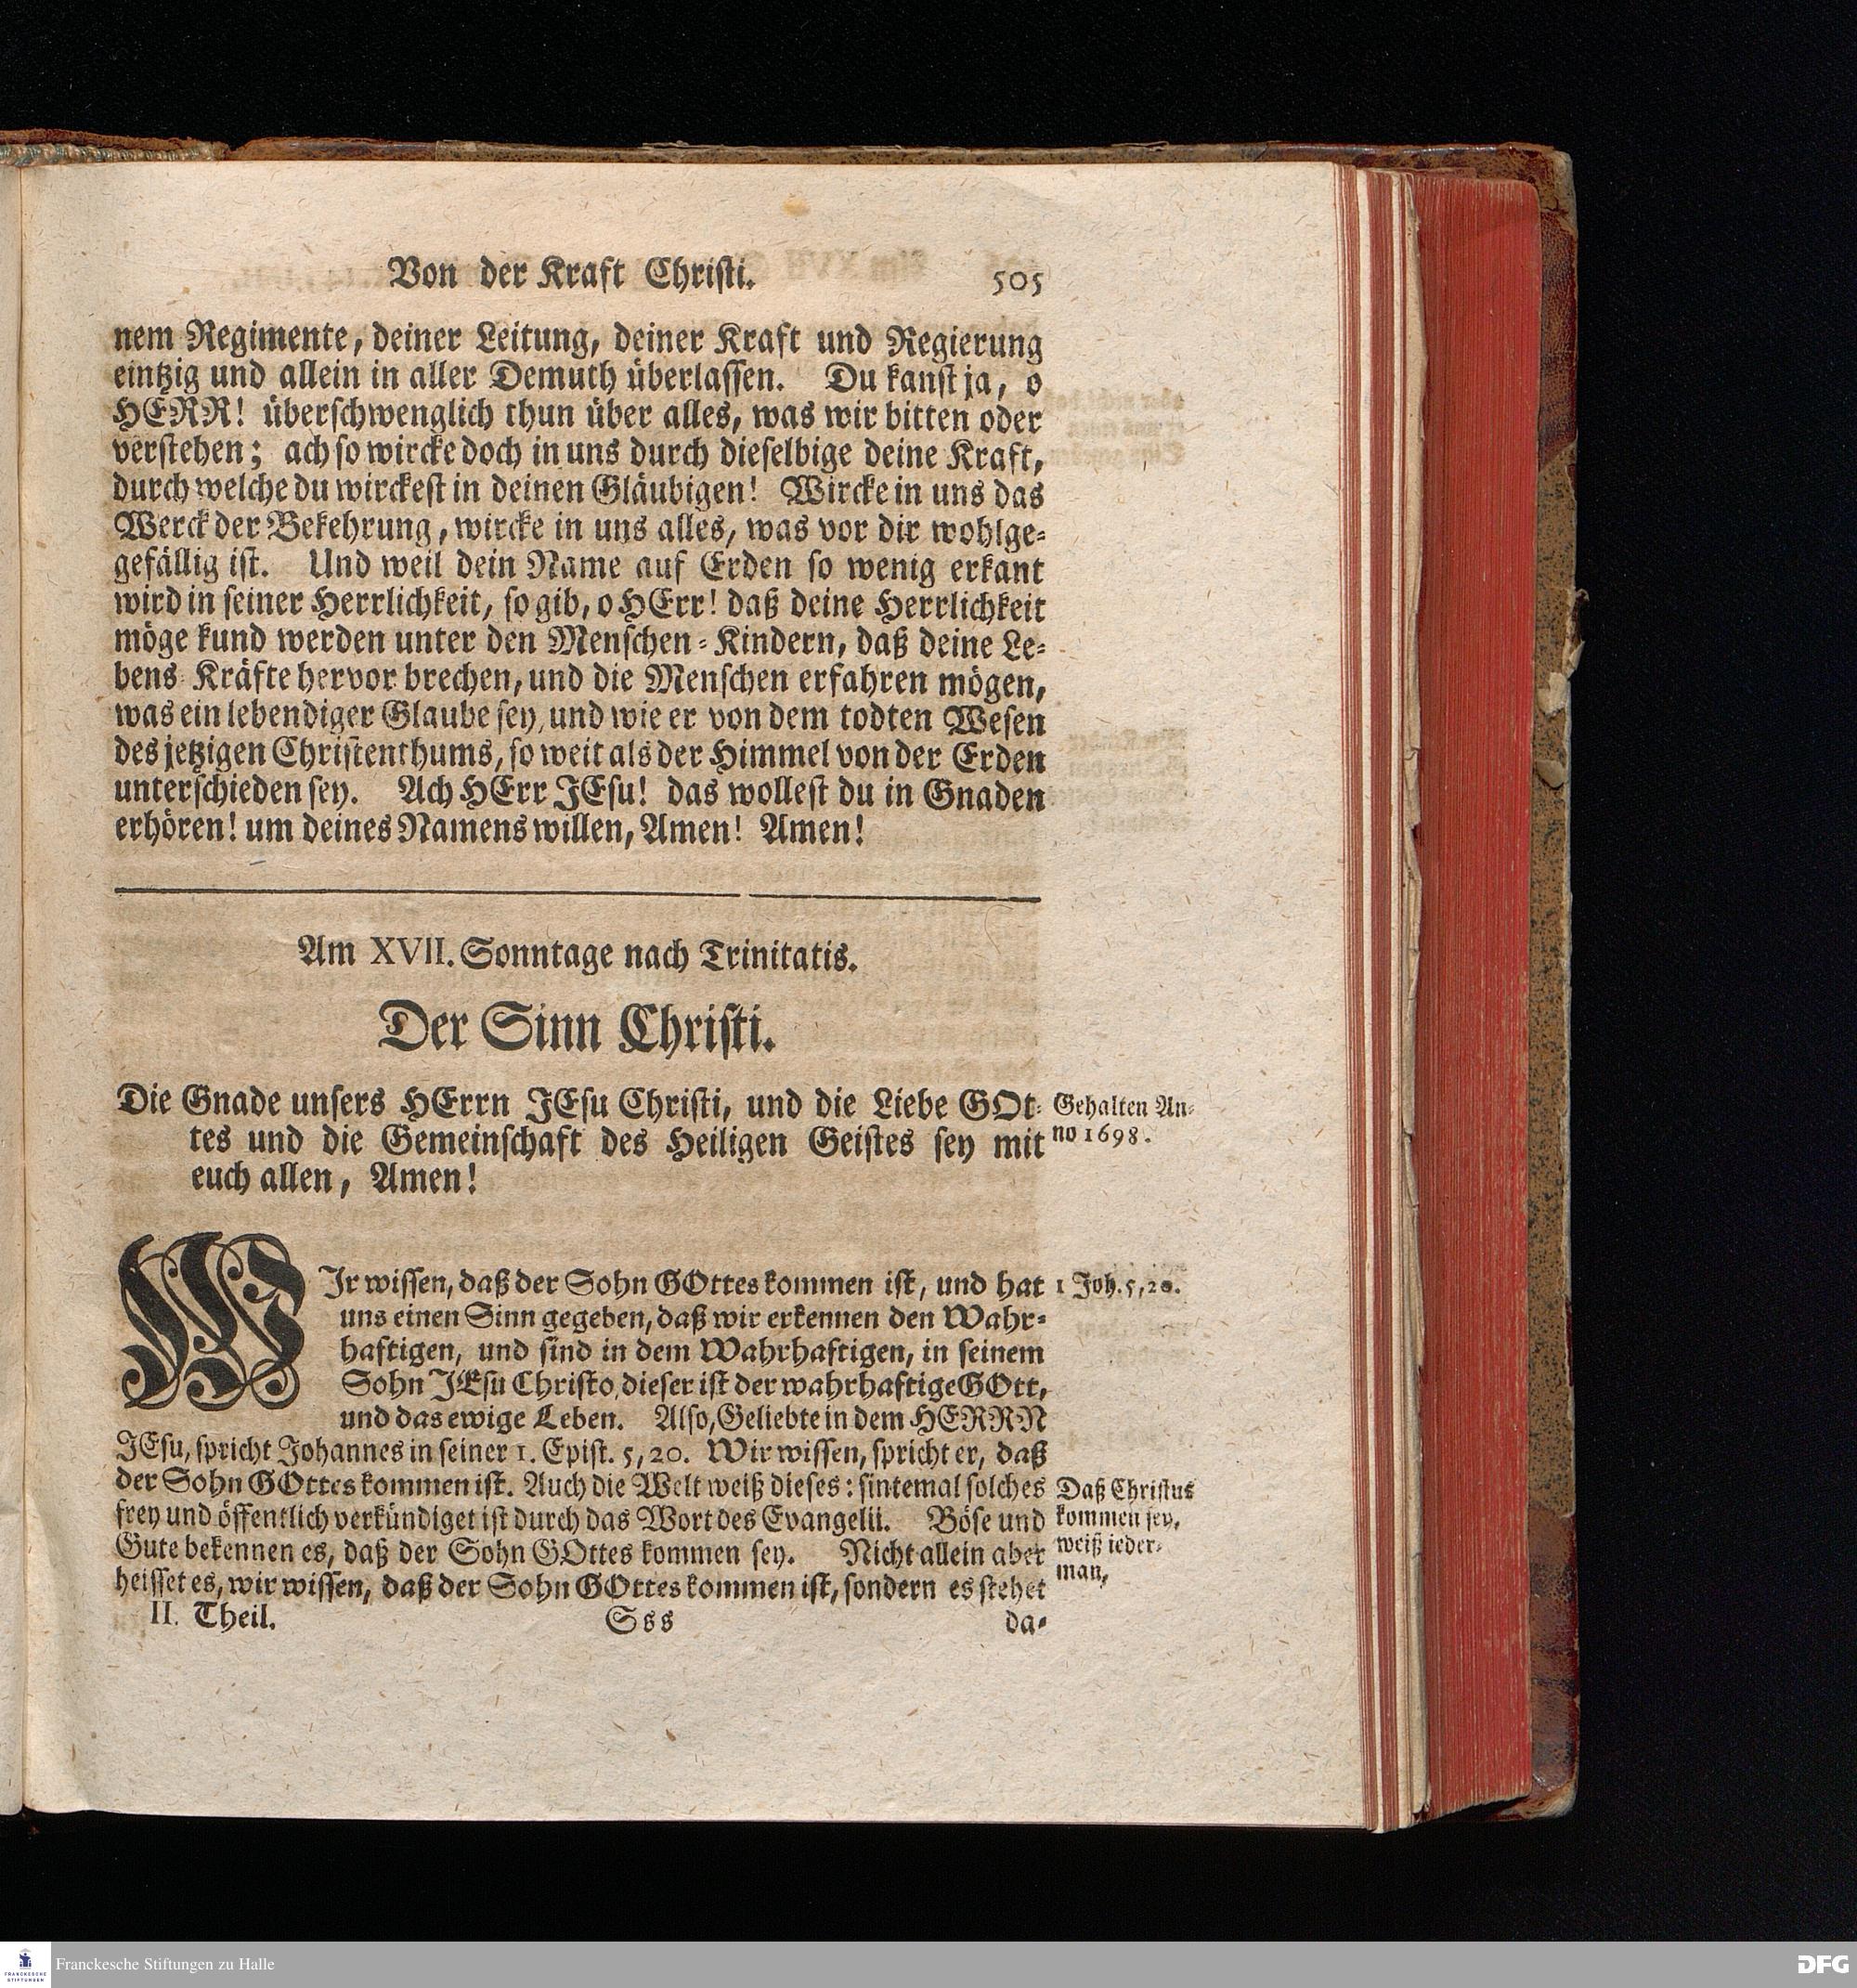 Von der Kraft Christi. 505
nem Regimente, deiner Leitung, deiner Kraft und Regierung
eintzig und allein in aller Demuth überlassen. Du kanst ja, o
HERR! überschwenglich thun über alles, was wir bitten oder
verstehen; ach so wircke doch in uns durch dieselbige deine Kraft,
durch welche du wirckest in deinen Gläubigen! Wircke in uns das
Werck der Bekehrung, wircke in uns alles, was vor dir wohlge-
gefällig ist. Und weil dein Name auf Erden so wenig erkant
wird in seiner Herrlichkeit, so gib, o HErr! daß deine Herrlichkeit
möge kund werden unter den Menschen-Kindern, daß deine Le-
bens-Kräfte hervor brechen, und die Menschen erfahren mögen,
was ein lebendiger Glaube sey, und wie er von dem todten Wesen
des jetzigen Christenthums, so weit als der Himmel von der Erden
unterschieden sey. Ach HErr JEsu! das wollest du in Gnaden
erhören! um deines Namens willen, Amen! Amen!
Am XVII. Sonntage nach Trinitatis.
Der Sinn Christi.
Die Gnade unsers HErrn JEsu Christi, und die Liebe GOt-
tes und die Gemeinschaft des Heiligen Geistes sey mit
euch allen, Amen!
Gehalten An-
no 1698.
WIr wissen, daß der Sohn GOttes kommen ist, und hat
uns einen Sinn gegeben, daß wir erkennen den Wahr-
haftigen, und sind in dem Wahrhaftigen, in seinem
Sohn JEsu Christo, dieser ist der wahrhaftige GOtt,
und das ewige Leben. Also, Geliebte in dem HERRN
JEsu, spricht Johannes in seiner 1. Epist. 5, 20. Wir wissen, spricht er, daß
der Sohn GOttes kommen ist. Auch die Welt weiß dieses: sintemal solches
frey und öffentlich verkündiget ist durch das Wort des Evangelii. Böse und
Gute bekennen es, daß der Sohn GOttes kommen sey. Nicht allein aber
heisset es, wir wissen, daß der Sohn GOttes kommen ist, sondern es stehet
1 Joh. 5, 20.
Daß Christus
kommen sey,
weiß ieder-
man,
II. Theil. Sss da-
FRANCKESCHE
STIFTUNGEN
Franckesche Stiftungen zu Halle
DFG